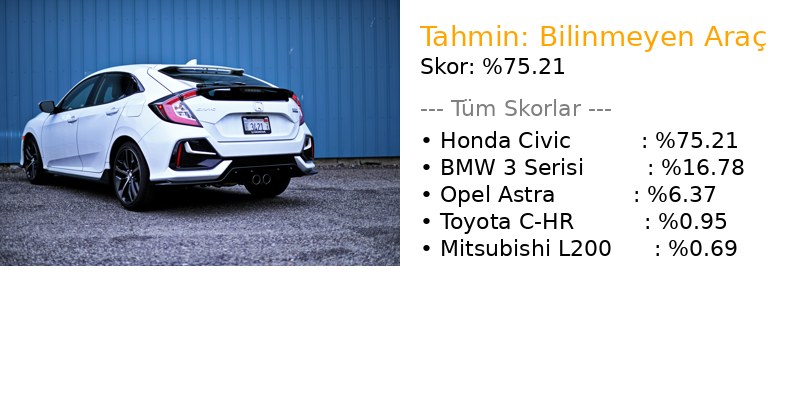 Tahmin: Bilinmeyen Araç
Skor: %75.21
--- Tüm Skorlar ---
• Honda Civic : %75.21
• BMW 3 Serisi : %16.78
• Opel Astra : %6.37
• Toyota C-HR : %0.95
• Mitsubishi L200 : %0.69